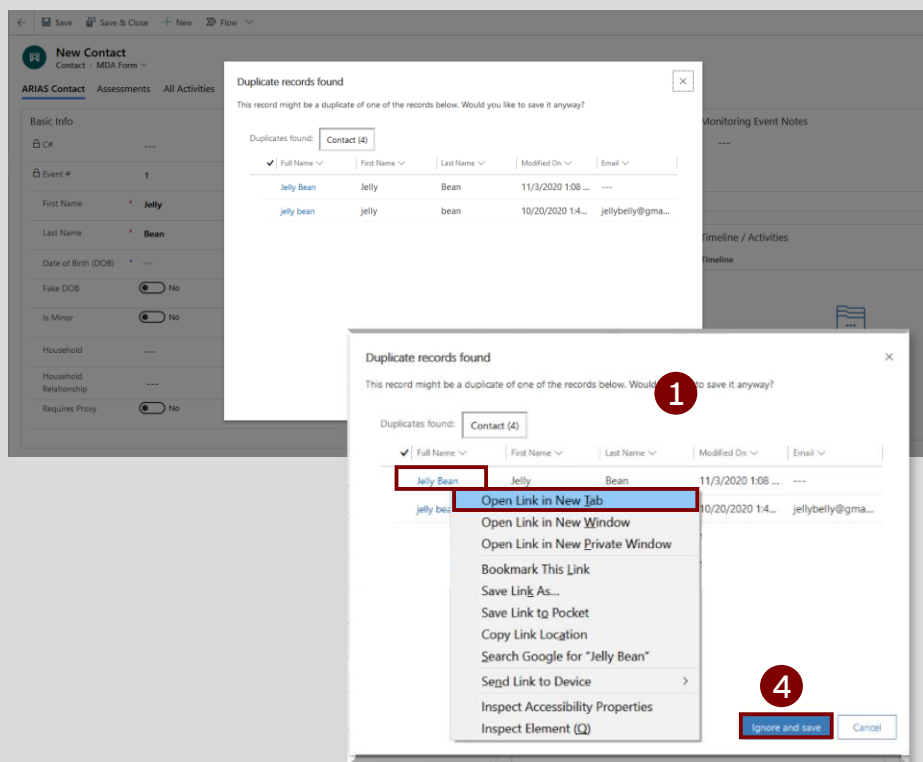 Save Save & Close New Flow
New Contact
Contact · MDA Form
ARIAS Contact Assessments All Activities
Basic Info
C# ---
Event # 1
First Name * Jelly
Last Name * Bean
Date of Birth (DOB) * ---
Fake DOB No
Is Minor No
Household ---
Household
Relationship ---
Requires Proxy No
Monitoring Event Notes
---
Timeline / Activities
Timeline
Duplicate records found
This record might be a duplicate of one of the records below. Would you like to save it anyway?
Duplicates found: Contact (4)
Full Name First Name Last Name Modified On Email
Jelly Bean Jelly Bean 11/3/2020 1:08 ... ---
jelly bean jelly bean 10/20/2020 1:4... jellybelly@gma...
Duplicate records found
This record might be a duplicate of one of the records below. Would to save it anyway?
1
Duplicates found: Contact (4)
Full Name First Name Last Name Modified On Email
Jelly Bean Jelly Bean 11/3/2020 1:08 ... ---
jelly bea 10/20/2020 1:4... jellybelly@gma...
Open Link in New Tab
Open Link in New Window
Open Link in New Private Window
Bookmark This Link
Save Link As...
Save Link to Pocket
Copy Link Location
Search Google for "Jelly Bean"
Send Link to Device
Inspect Accessibility Properties
Inspect Element (Q)
4
Ignore and save Cancel